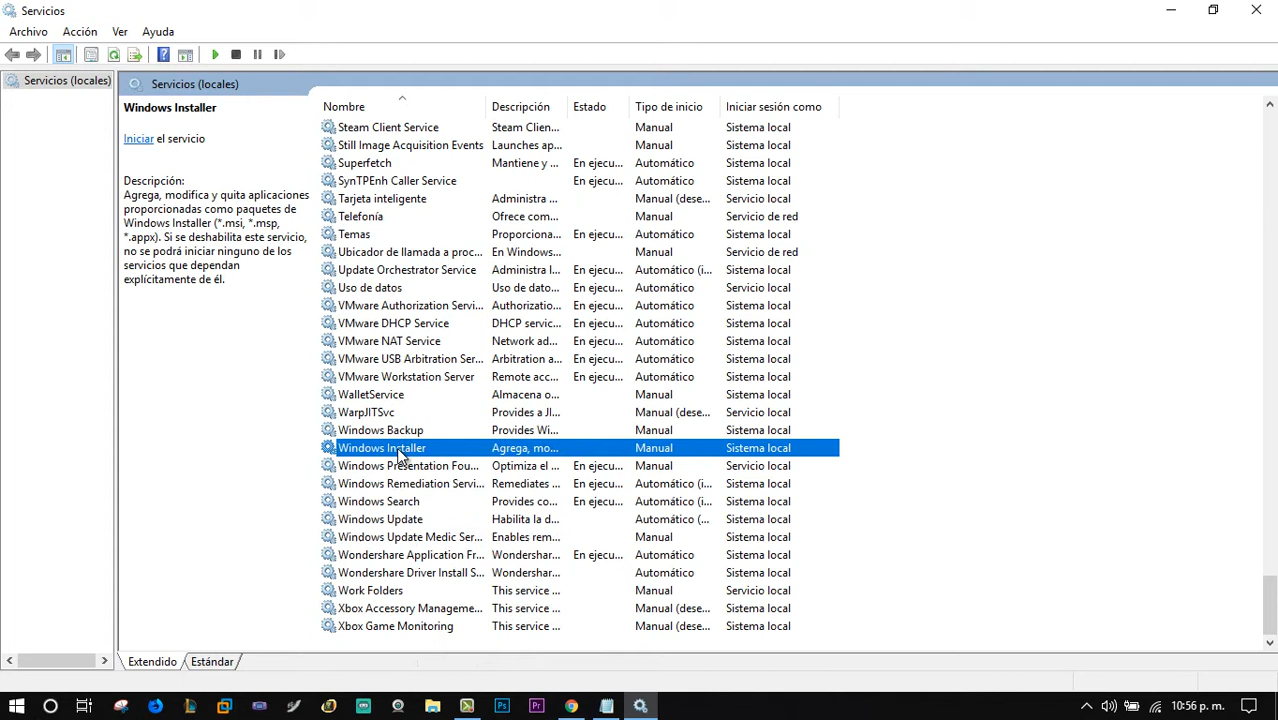 Servicios
Archivo Acción Ver Ayuda
Servicios (locales)
Servicios (locales)
Windows Installer
Iniciar el servicio
Descripción:
Agrega, modifica y quita aplicaciones
proporcionadas como paquetes de
Windows Installer (*.msi, *.msp,
*.appx). Si se deshabilita este servicio,
no se podrá iniciar ninguno de los
servicios que dependan
explícitamente de él.
Nombre Descripción Estado Tipo de inicio Iniciar sesión como
Steam Client Service Steam Clien... Manual Sistema local
Still Image Acquisition Events Launches ap... Manual Sistema local
Superfetch Mantiene y ... En ejecu... Automático Sistema local
SynTPEnh Caller Service En ejecu... Automático Sistema local
Tarjeta inteligente Administra ... Manual (dese... Servicio local
Telefonía Ofrece com... Manual Servicio de red
Temas Proporciona... En ejecu... Automático Sistema local
Ubicador de llamada a proc... En Windows... Manual Servicio de red
Update Orchestrator Service Administra l... En ejecu... Automático (i... Sistema local
Uso de datos Uso de dato... En ejecu... Automático Servicio local
VMware Authorization Servi... Authorizatio... En ejecu... Automático Sistema local
VMware DHCP Service DHCP servic... En ejecu... Automático Sistema local
VMware NAT Service Network ad... En ejecu... Automático Sistema local
VMware USB Arbitration Ser... Arbitration a... En ejecu... Automático Sistema local
VMware Workstation Server Remote acc... En ejecu... Automático Sistema local
WalletService Almacena o... Manual Sistema local
WarpJITSvc Provides a JI... Manual (dese... Servicio local
Windows Backup Provides Wi... Manual Sistema local
Windows Installer Agrega, mo... Manual Sistema local
Windows Presentation Fou... Optimiza el ... En ejecu... Manual Servicio local
Windows Remediation Servi... Remediates ... En ejecu... Automático (i... Sistema local
Windows Search Provides co... En ejecu... Automático (i... Sistema local
Windows Update Habilita la d... Automático (... Sistema local
Windows Update Medic Ser... Enables rem... Manual Sistema local
Wondershare Application Fr... Wondershar... En ejecu... Automático Sistema local
Wondershare Driver Install S... Wondershar... Automático Sistema local
Work Folders This service ... Manual Servicio local
Xbox Accessory Manageme... This service ... Manual (dese... Sistema local
Xbox Game Monitoring This service ... Manual (dese... Sistema local
Extendido Estándar
Ps Pr 10:56 p. m.